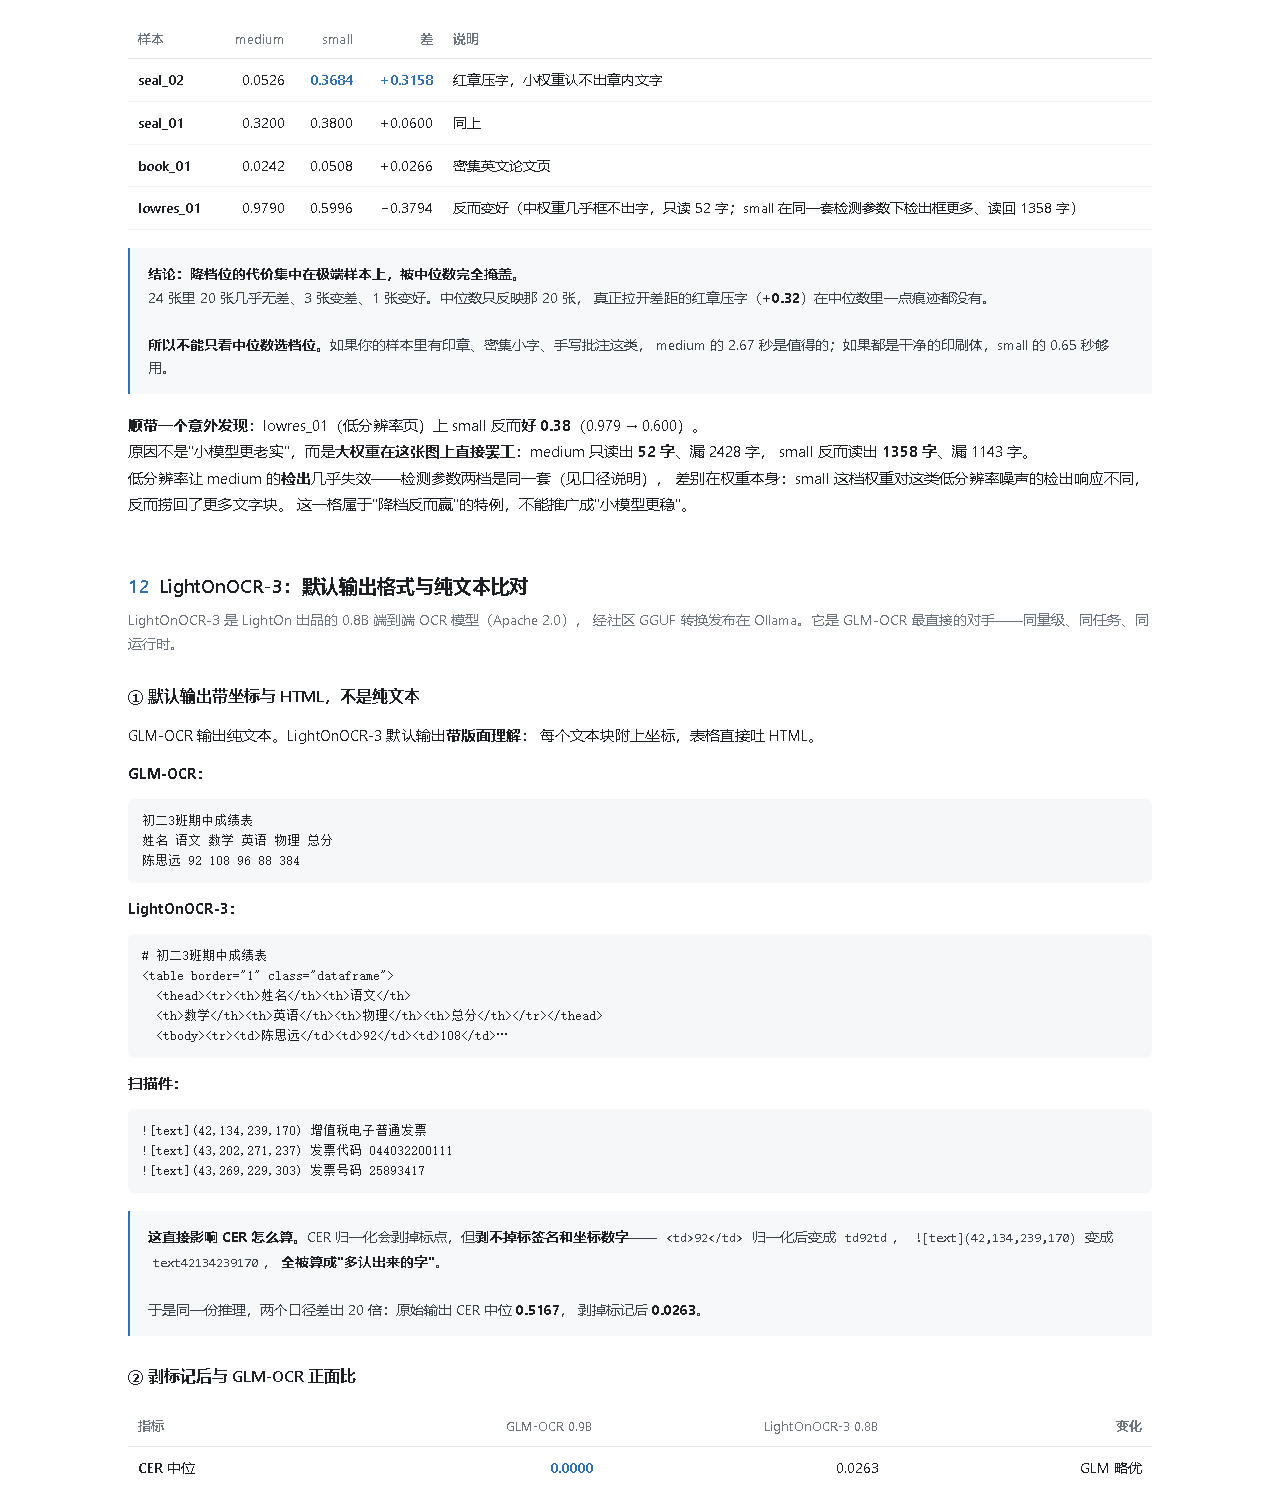 样本 medium small 差 说明
seal_02 0.0526 0.3684 +0.3158 红章压字，小权重认不出章内文字
seal_01 0.3200 0.3800 +0.0600 同上
book_01 0.0242 0.0508 +0.0266 密集英文论文页
lowres_01 0.9790 0.5996 −0.3794 反而变好（中权重几乎框不出字，只读 52 字；small 在同一套检测参数下检出框更多、读回 1358 字）
结论：降档位的代价集中在极端样本上，被中位数完全掩盖。
24 张里 20 张几乎无差、3 张变差、1 张变好。中位数只反映那 20 张， 真正拉开差距的红章压字（+0.32）在中位数里一点痕迹都没有。
所以不能只看中位数选档位。如果你的样本里有印章、密集小字、手写批注这类， medium 的 2.67 秒是值得的；如果都是干净的印刷体，small 的 0.65 秒够
用。
顺带一个意外发现：lowres_01（低分辨率页）上 small 反而好 0.38（0.979 → 0.600）。
原因不是"小模型更老实"，而是大权重在这张图上直接罢工：medium 只读出 52 字、漏 2428 字， small 反而读出 1358 字、漏 1143 字。
低分辨率让 medium 的检出几乎失效——检测参数两档是同一套（见口径说明）， 差别在权重本身：small 这档权重对这类低分辨率噪声的检出响应不同，
反而捞回了更多文字块。 这一格属于"降档反而赢"的特例，不能推广成"小模型更稳"。
12 LightOnOCR-3：默认输出格式与纯文本比对
LightOnOCR-3 是 LightOn 出品的 0.8B 端到端 OCR 模型（Apache 2.0）， 经社区 GGUF 转换发布在 Ollama。它是 GLM-OCR 最直接的对手——同量级、同任务、同
运行时。
① 默认输出带坐标与 HTML，不是纯文本
GLM-OCR 输出纯文本。LightOnOCR-3 默认输出带版面理解： 每个文本块附上坐标，表格直接吐 HTML。
GLM-OCR：
初二3班期中成绩表
姓名 语文 数学 英语 物理 总分
陈思远 92 108 96 88 384
LightOnOCR-3：
# 初二3班期中成绩表
<table border="1" class="dataframe">
<thead><tr><th>姓名</th><th>语文</th>
<th>数学</th><th>英语</th><th>物理</th><th>总分</th></tr></thead>
<tbody><tr><td>陈思远</td><td>92</td><td>108</td>…
扫描件：
![text](42,134,239,170) 增值税电子普通发票
![text](43,202,271,237) 发票代码 044032200111
![text](43,269,229,303) 发票号码 25893417
这直接影响 CER 怎么算。CER 归一化会剥掉标点，但剥不掉标签名和坐标数字—— <td>92</td> 归一化后变成 td92td ， ![text](42,134,239,170) 变成
text42134239170 ， 全被算成"多认出来的字"。
于是同一份推理，两个口径差出 20 倍：原始输出 CER 中位 0.5167， 剥掉标记后 0.0263。
② 剥标记后与 GLM-OCR 正面比
指标 GLM-OCR 0.9B LightOnOCR-3 0.8B 变化
CER 中位 0.0000 0.0263 GLM 略优